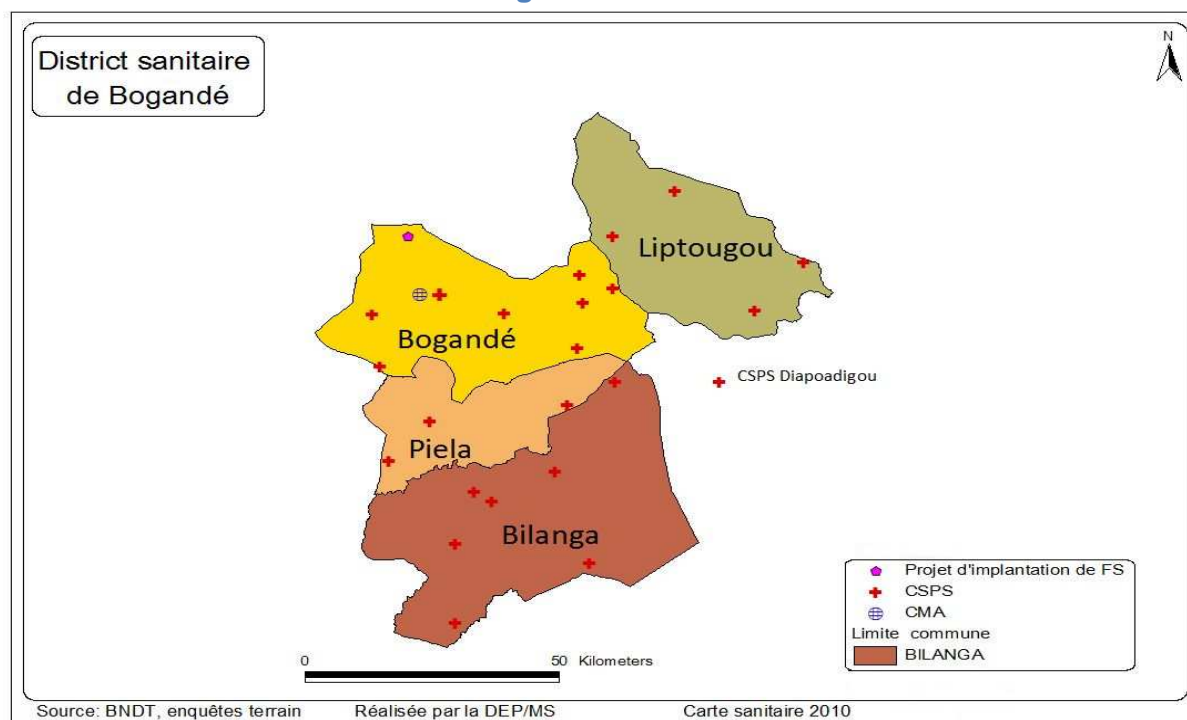 District sanitaire
de Bogandé
N
Liptougou
Bogandé
CSPS Diapoadigou
Piela
Bilanga
Projet d'implantation de FS
CSPS
CMA
Limite commune
BILANGA
0 50 Kilometers
Source: BNDT, enquêtes terrain Réalisée par la DEP/MS Carte sanitaire 2010